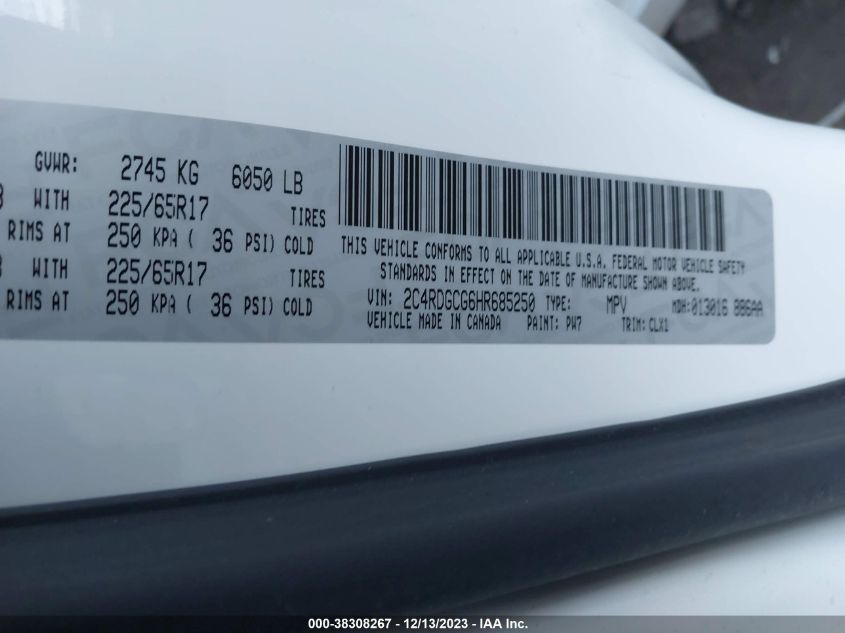 GVWR: 2745 KG 6050 LB
WITH 225/65R17 TIRES
RIMS AT 250 KPA ( 36 PSI) COLD
WITH 225/65R17 TIRES
RIMS AT 250 KPA ( 36 PSI) COLD
THIS VEHICLE CONFORMS TO ALL APPLICABLE U.S.A. FEDERAL MOTOR VEHICLE SAFETY
STANDARDS IN EFFECT ON THE DATE OF MANUFACTURE SHOWN ABOVE.
VIN: 2C4RDGCG6HR685250 TYPE: MPV MDH:013016 886AA
VEHICLE MADE IN CANADA PAINT: PW7 TRIM: CLX1
000-38308267 - 12/13/2023 - IAA Inc.